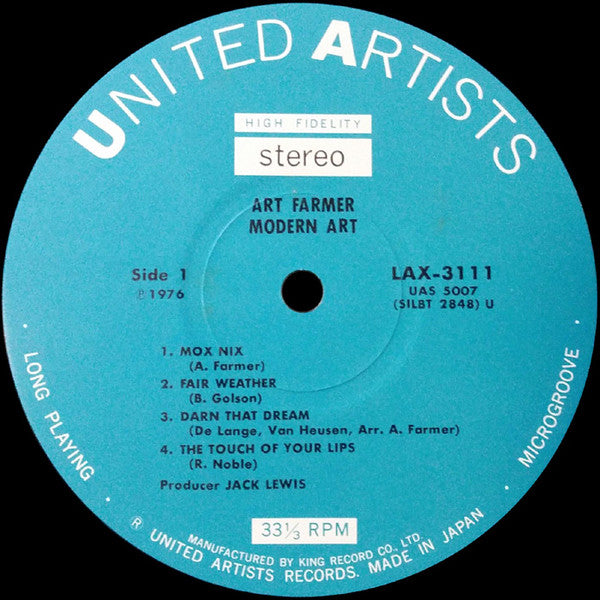 UNITED ARTISTS
HIGH FIDELITY
stereo
ART FARMER
MODERN ART
Side 1
℗ 1976
LAX-3111
UAS 5007
(SILBT 2848) U
1. MOX NIX
(A. Farmer)
2. FAIR WEATHER
(B. Golson)
3. DARN THAT DREAM
(De Lange, Van Heusen, Arr. A. Farmer)
4. THE TOUCH OF YOUR LIPS
(R. Noble)
Producer JACK LEWIS
· LONG PLAYING ·
· MICROGROOVE ·
33⅓ RPM
MANUFACTURED BY KING RECORD CO., LTD.
® UNITED ARTISTS RECORDS. MADE IN JAPAN